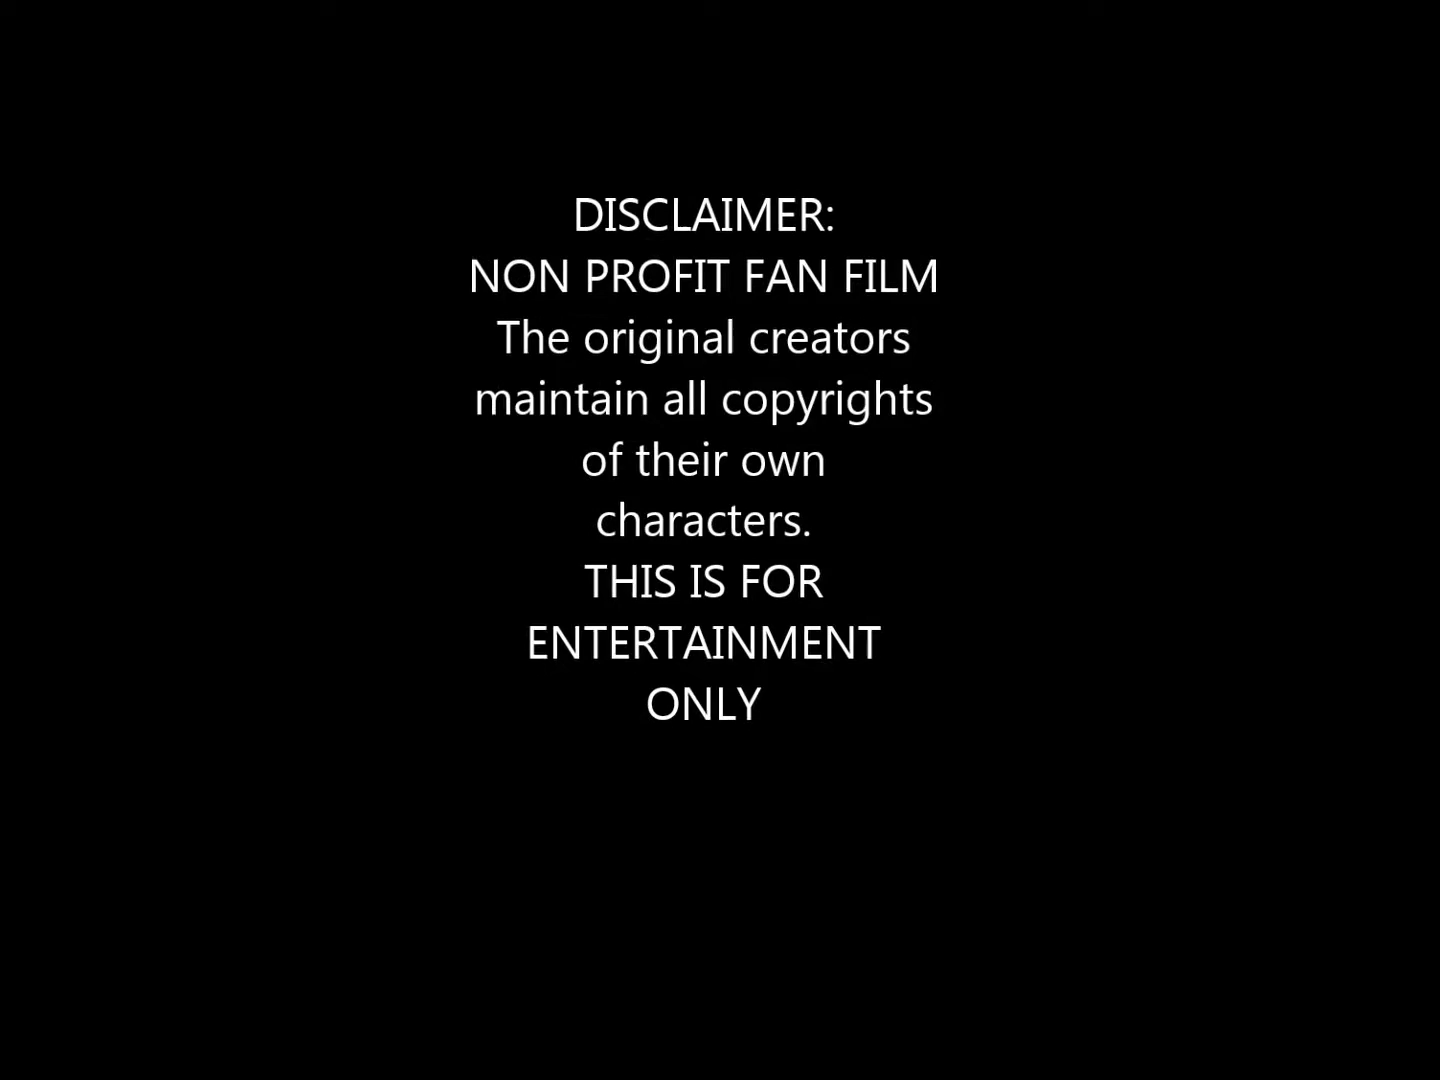 DISCLAIMER:
NON PROFIT FAN FILM
The original creators
maintain all copyrights
of their own
characters.
THIS IS FOR
ENTERTAINMENT
ONLY